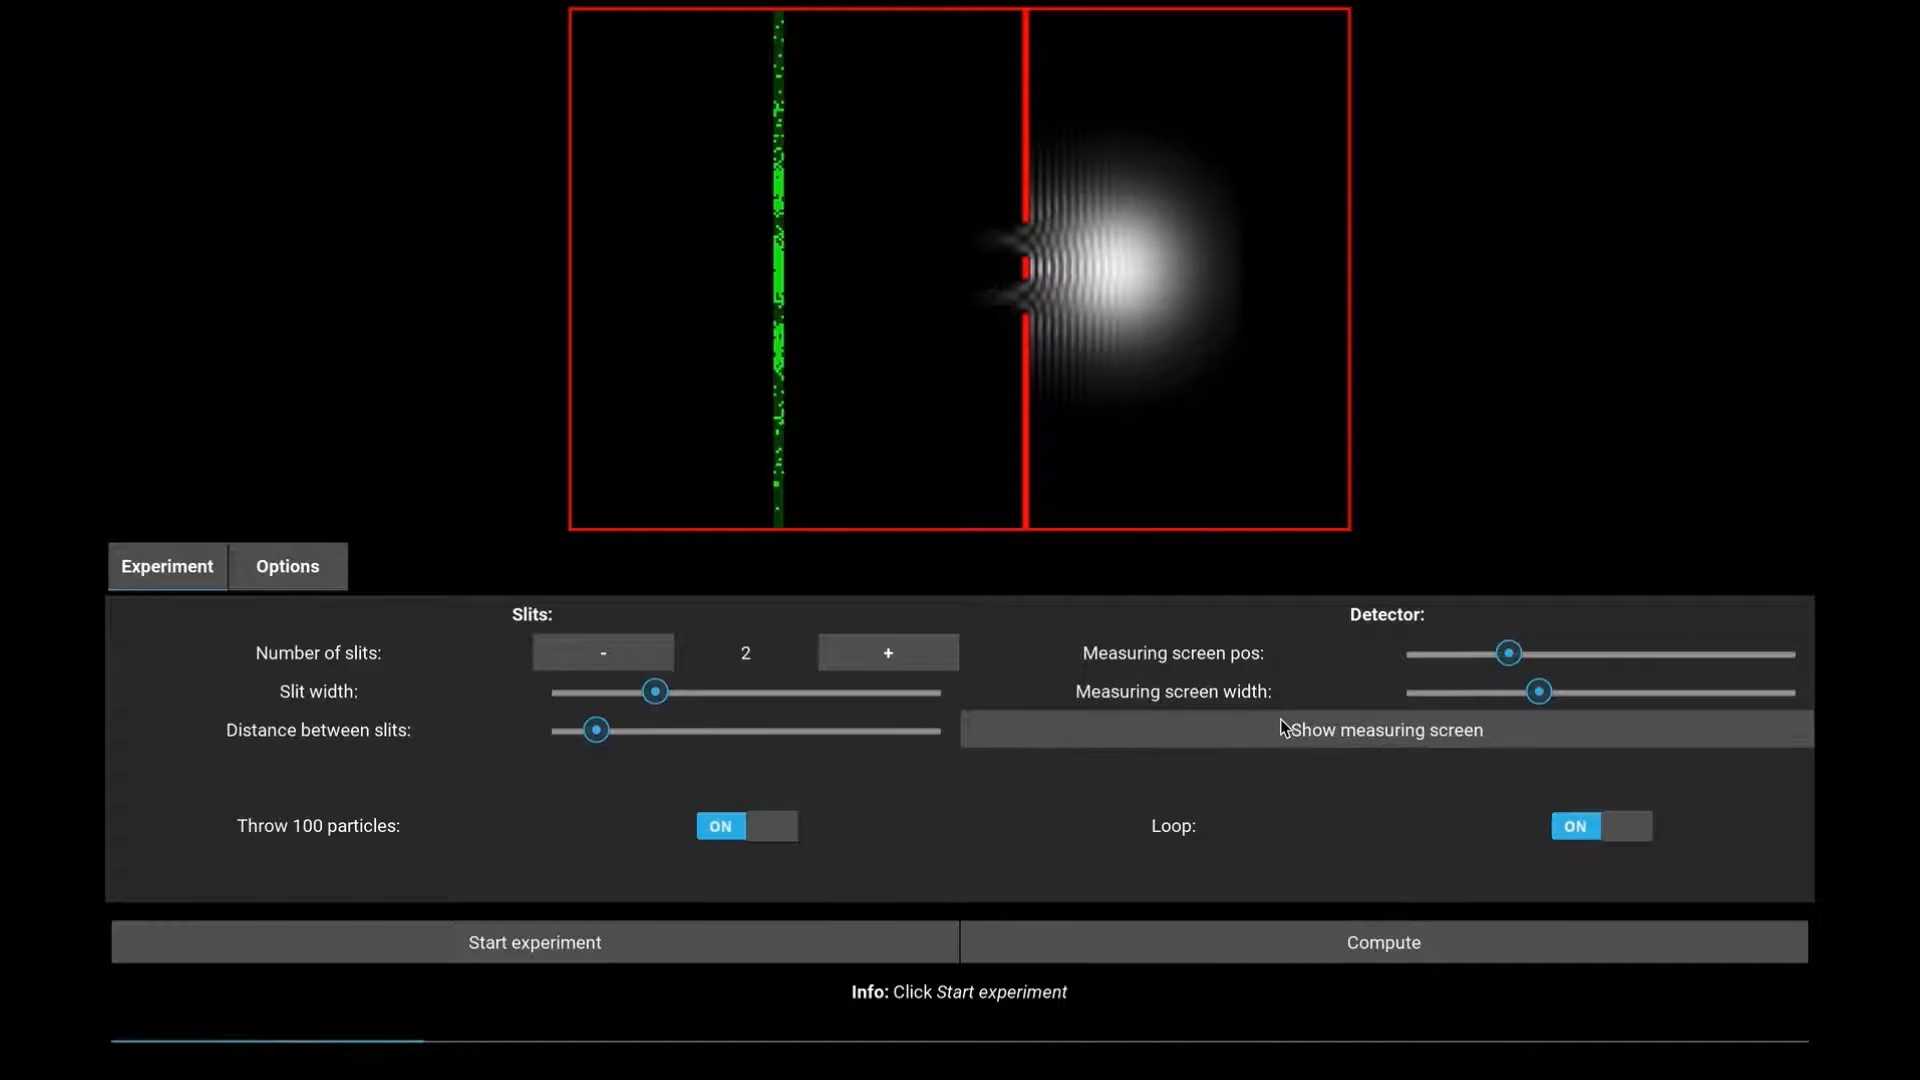 Experiment
Options
Slits:
Number of slits:
-
2
+
Slit width:
Distance between slits:
Throw 100 particles:
ON
Detector:
Measuring screen pos:
Measuring screen width:
Show measuring screen
Loop:
ON
Start experiment
Compute
Info: Click Start experiment